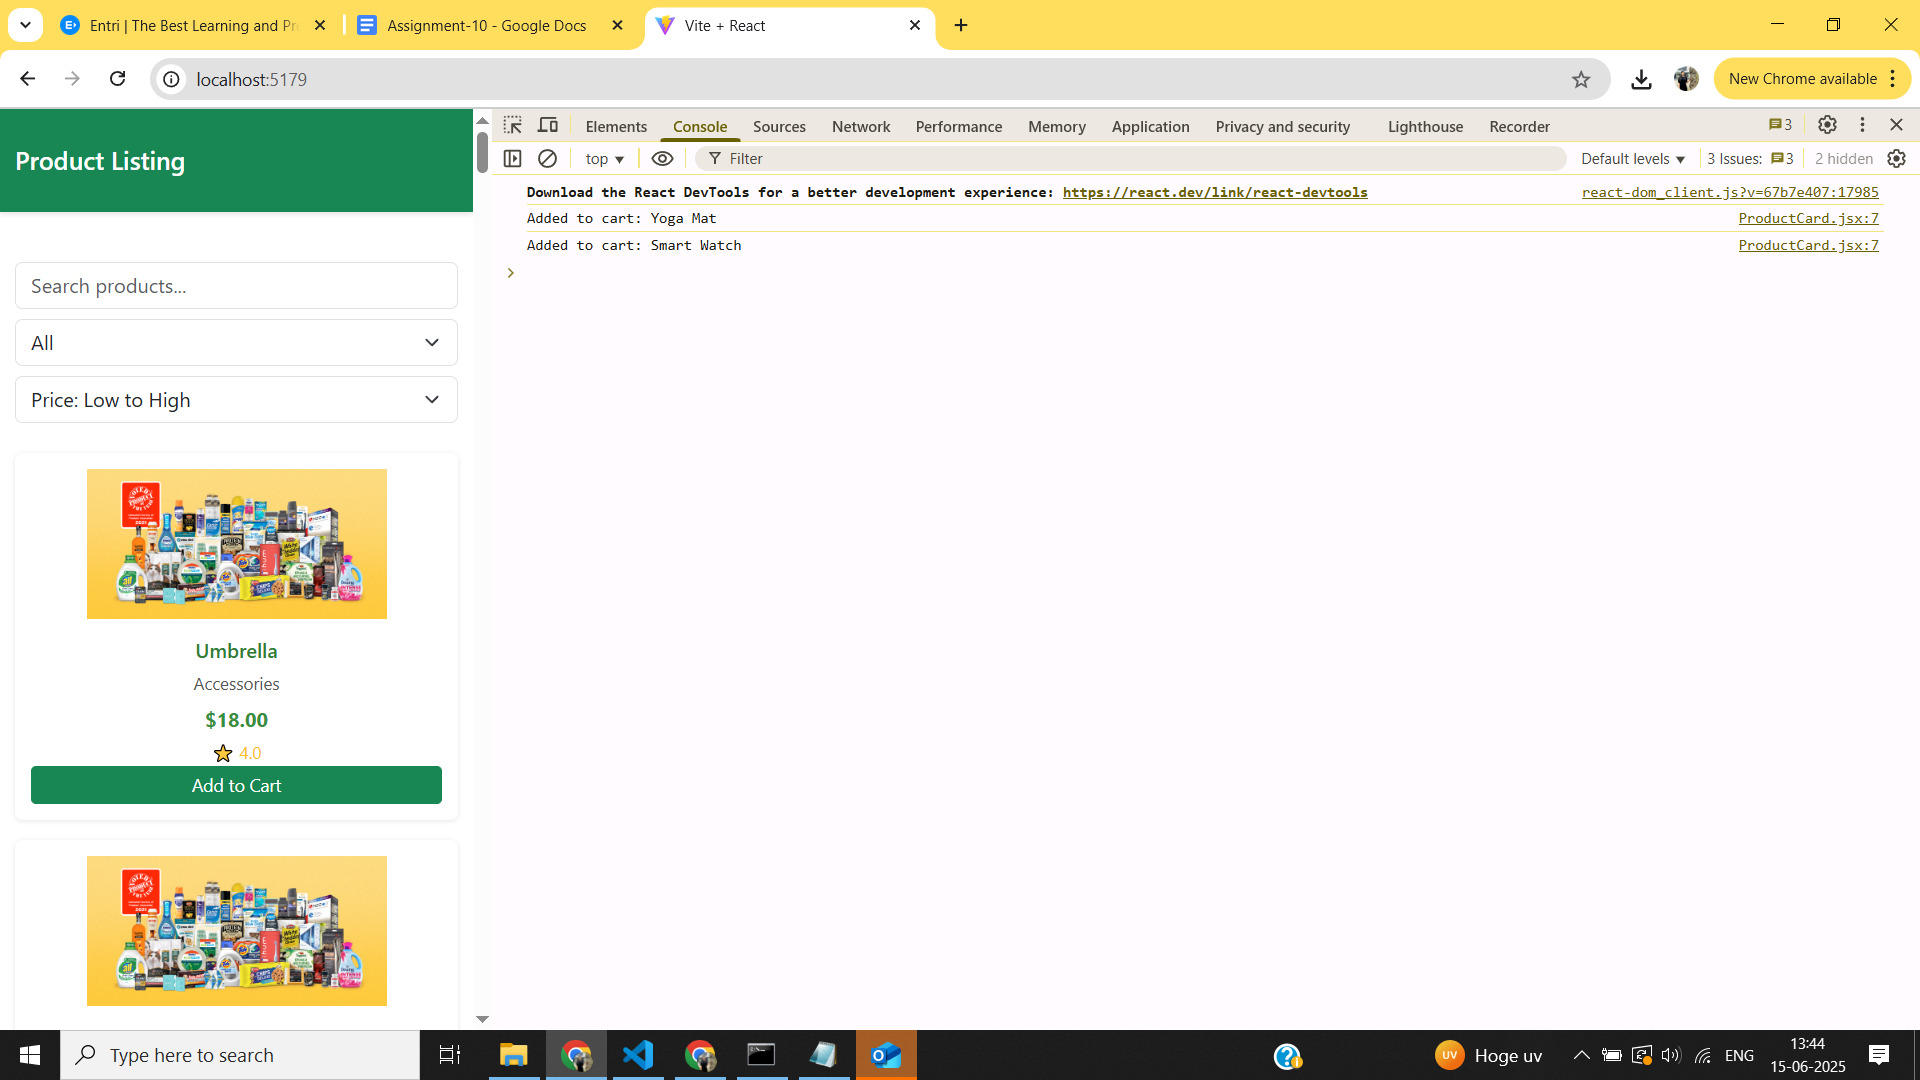 Entri | The Best Learning and Pr
Assignment-10 - Google Docs
Vite + React
localhost:5179
New Chrome available
Product Listing
Search products...
All
Price: Low to High
Umbrella
Accessories
$18.00
4.0
Add to Cart
Elements Console Sources Network Performance Memory Application Privacy and security Lighthouse Recorder 3
top Filter Default levels 3 Issues: 3 2 hidden
Download the React DevTools for a better development experience: https://react.dev/link/react-devtools react-dom_client.js?v=67b7e407:17985
Added to cart: Yoga Mat ProductCard.jsx:7
Added to cart: Smart Watch ProductCard.jsx:7
Type here to search
UV Hoge uv
ENG
13:44
15-06-2025